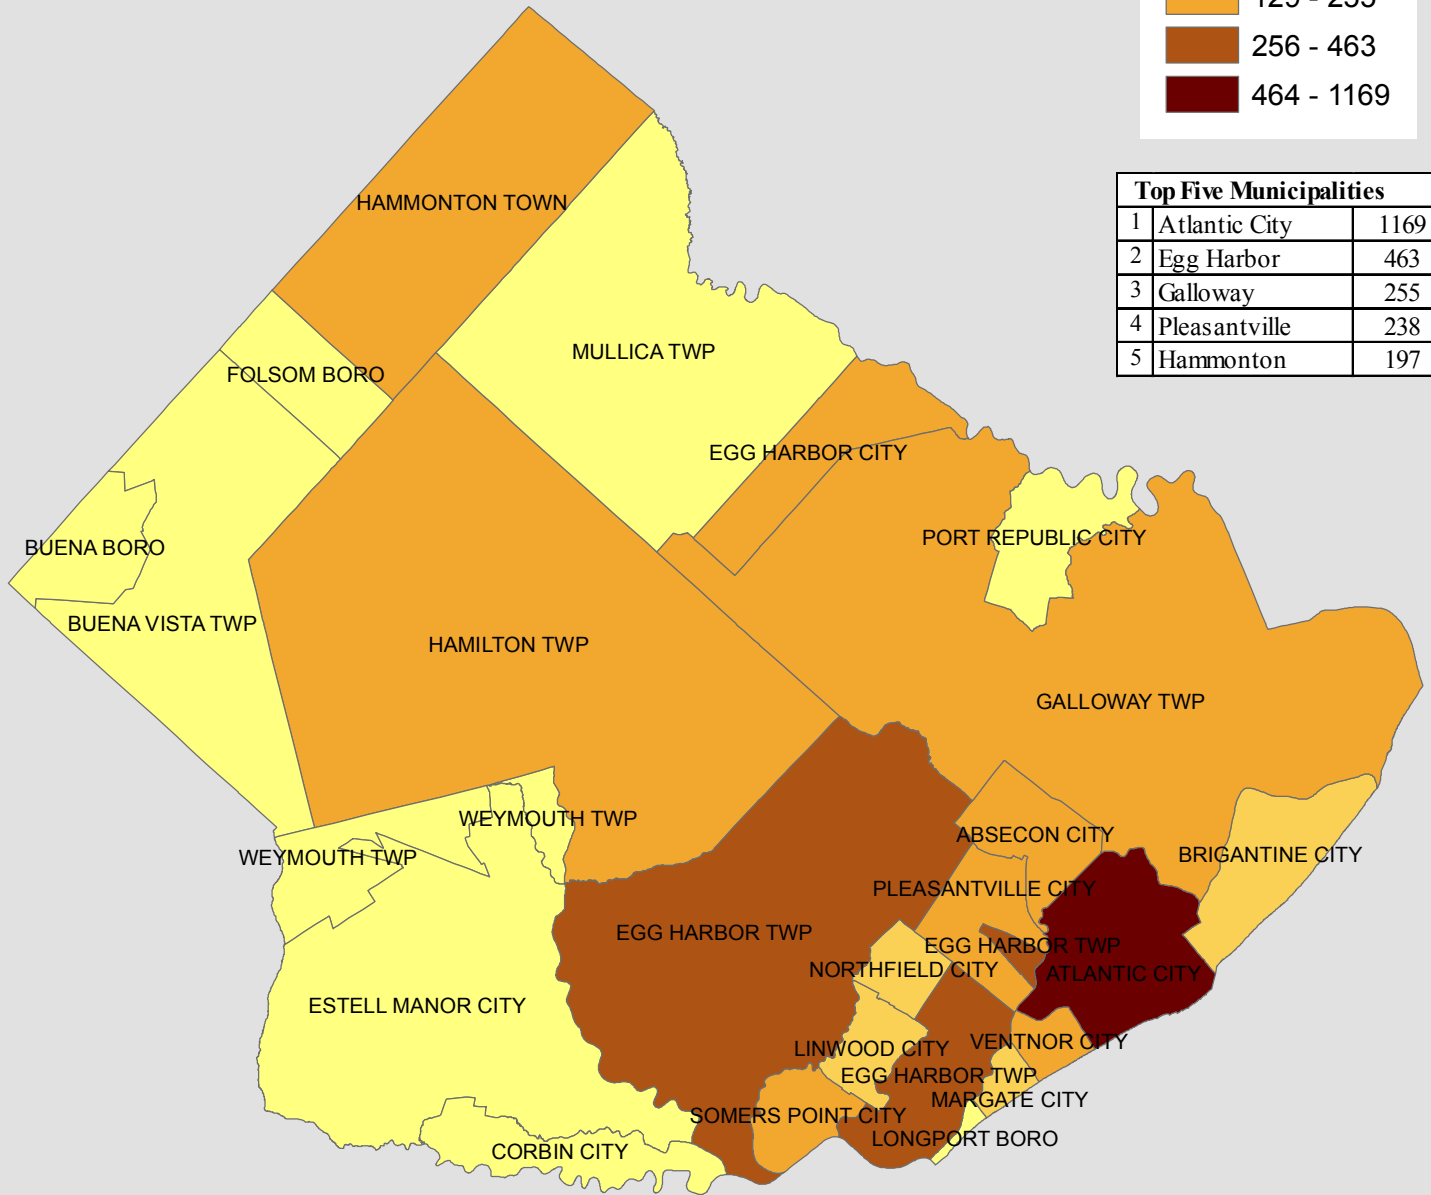 256 - 463
464 - 1169
Top Five Municipalities
1 Atlantic City 1169
2 Egg Harbor 463
3 Galloway 255
4 Pleasantville 238
5 Hammonton 197
HAMMONTON TOWN
MULLICA TWP
FOLSOM BORO
EGG HARBOR CITY
PORT REPUBLIC CITY
BUENA BORO
BUENA VISTA TWP
HAMILTON TWP
GALLOWAY TWP
WEYMOUTH TWP
ABSECON CITY
WEYMOUTH TWP
BRIGANTINE CITY
PLEASANTVILLE CITY
EGG HARBOR TWP
EGG HARBOR TWP
NORTHFIELD CITY
ATLANTIC CITY
ESTELL MANOR CITY
VENTNOR CITY
LINWOOD CITY
EGG HARBOR TWP
MARGATE CITY
SOMERS POINT CITY
LONGPORT BORO
CORBIN CITY